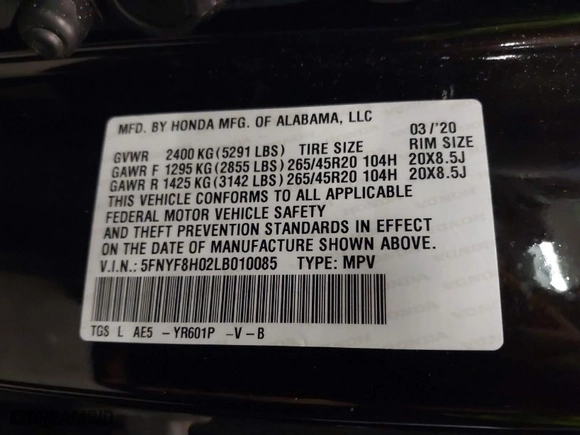 MFD. BY HONDA MFG. OF ALABAMA, LLC 03/'20
GVWR 2400 KG (5291 LBS) TIRE SIZE RIM SIZE
GAWR F 1295 KG (2855 LBS) 265/45R20 104H 20X8.5J
GAWR R 1425 KG (3142 LBS) 265/45R20 104H 20X8.5J
THIS VEHICLE CONFORMS TO ALL APPLICABLE
FEDERAL MOTOR VEHICLE SAFETY
AND THEFT PREVENTION STANDARDS IN EFFECT
ON THE DATE OF MANUFACTURE SHOWN ABOVE.
V.I.N.: 5FNYF8H02LB010085 TYPE: MPV
TGS L AE5 -YR601P -V-B